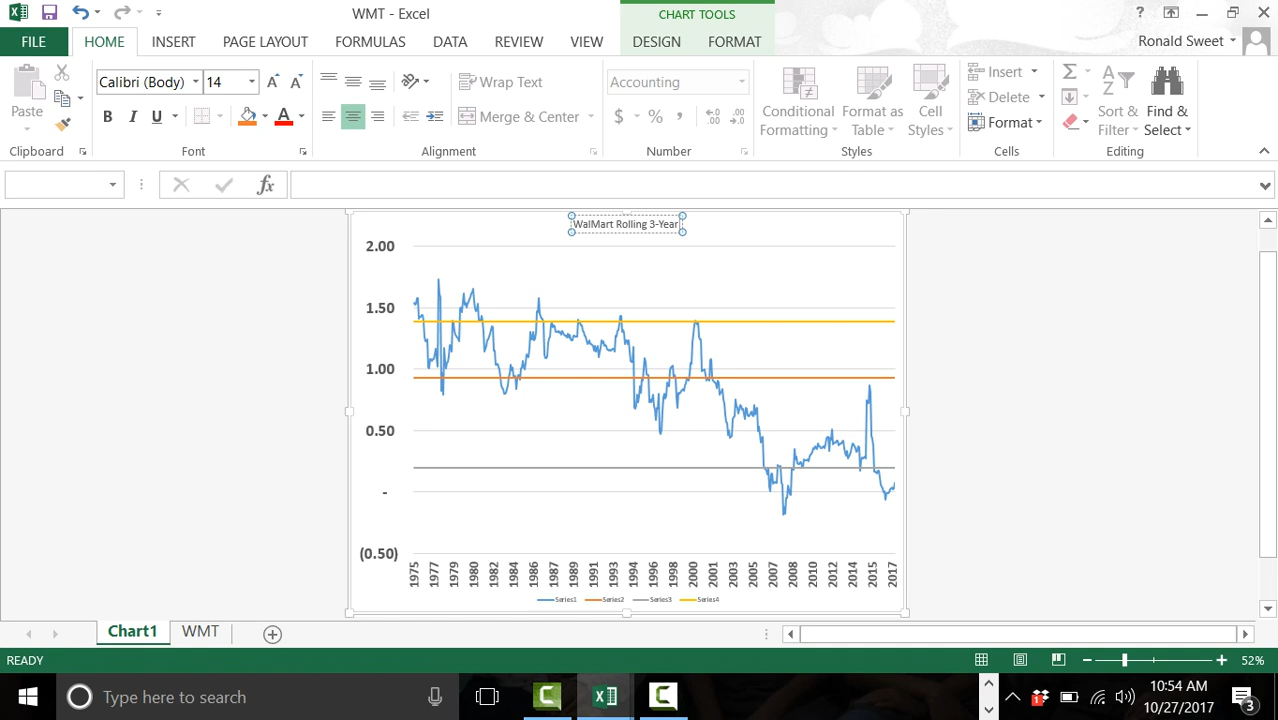 WMT - Excel
CHART TOOLS
?
FILE
HOME
INSERT
PAGE LAYOUT
FORMULAS
DATA
REVIEW
VIEW
DESIGN
FORMAT
Ronald Sweet
Paste
Clipboard
Calibri (Body)
14
A A
B I U
A
Font
Wrap Text
Merge & Center
Alignment
Accounting
$ % ,
Number
Conditional
Formatting
Format as
Table
Cell
Styles
Styles
Insert
Delete
Format
Cells
Sort &
Filter
Find &
Select
Editing
fx
WalMart Rolling 3-Year
2.00
1.50
1.00
0.50
-
(0.50)
1975 1977 1979 1980 1982 1984 1986 1987 1989 1991 1993 1994 1996 1998 2000 2001 2003 2005 2007 2008 2010 2012 2014 2015 2017
Series1 Series2 Series3 Series4
Chart1
WMT
READY
52%
Type here to search
10:54 AM
10/27/2017
3